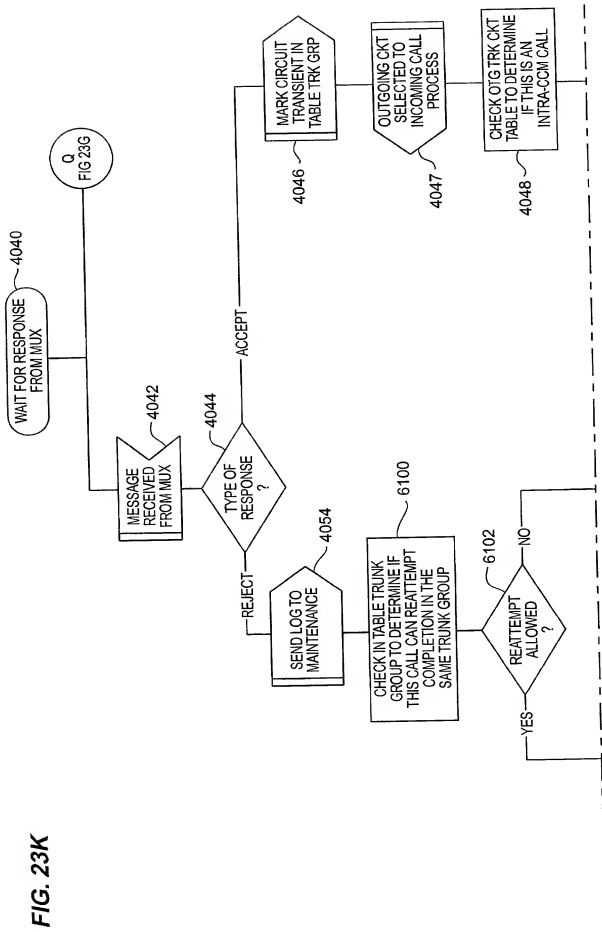 FIG. 23K
WAIT FOR RESPONSE
FROM MUX
4040
Q
FIG 23G
MESSAGE
RECEIVED
FROM MUX
4042
TYPE OF
RESPONSE
?
4044
REJECT
ACCEPT
SEND LOG TO
MAINTENANCE
4054
CHECK IN TABLE TRUNK
GROUP TO DETERMINE IF
THIS CALL CAN REATTEMPT
COMPLETION IN THE
SAME TRUNK GROUP
6100
REATTEMPT
ALLOWED
?
6102
YES
NO
MARK CIRCUIT
TRANSIENT IN
TABLE TRK GRP
4046
OUTGOING CKT
SELECTED TO
INCOMING CALL
PROCESS
4047
CHECK OTG TRK CKT
TABLE TO DETERMINE
IF THIS IS AN
INTRA-CCM CALL
4048